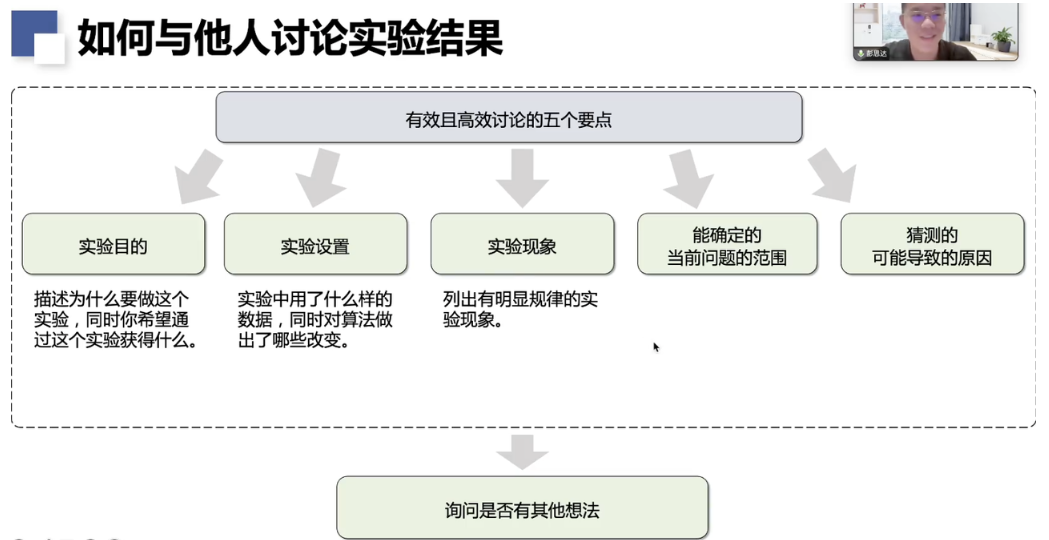 如何与他人讨论实验结果
彭思达
有效且高效讨论的五个要点
实验目的
实验设置
实验现象
能确定的
当前问题的范围
猜测的
可能导致的原因
描述为什么要做这个
实验，同时你希望通
过这个实验获得什么。
实验中用了什么样的
数据，同时对算法做
出了哪些改变。
列出有明显规律的实
验现象。
询问是否有其他想法